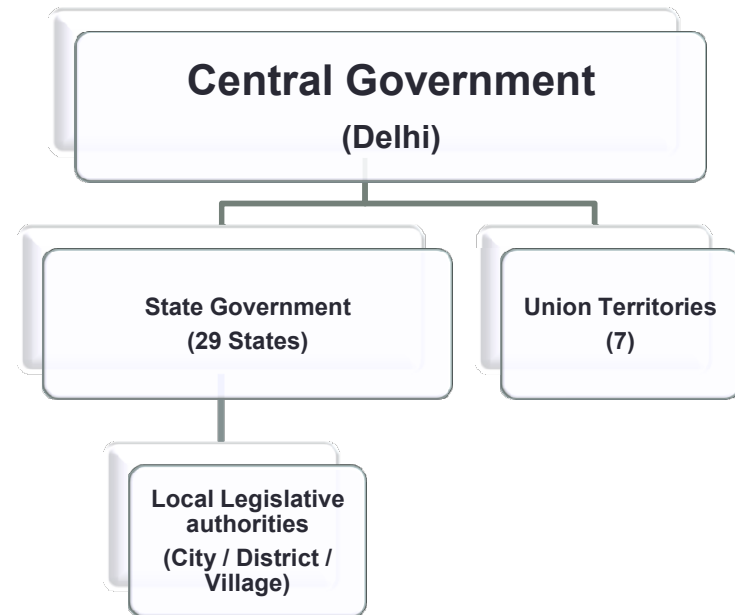 Central Government
(Delhi)
State Government
(29 States)
Union Territories
(7)
Local Legislative
authorities
(City / District /
Village)